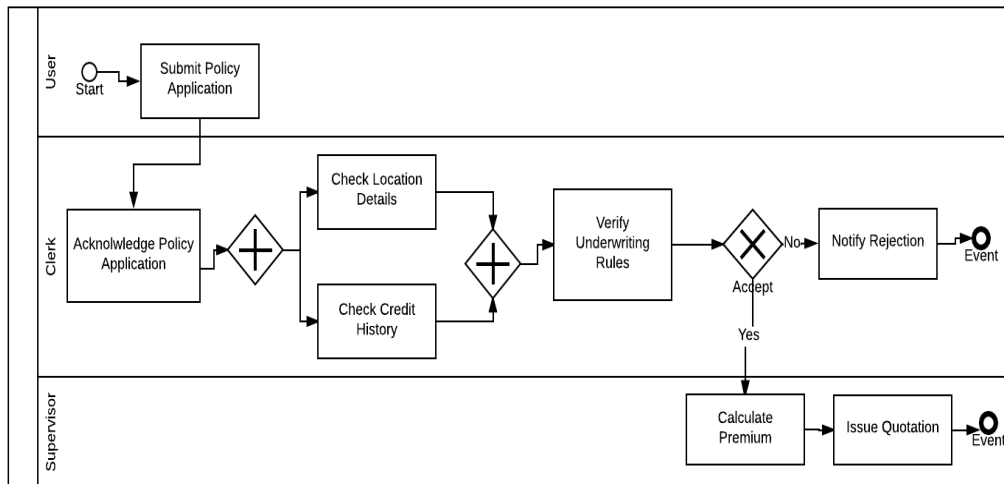 User
Start
Submit Policy
Application
Clerk
Acknolwledge Policy
Application
Check Location
Details
Check Credit
History
Verify
Underwriting
Rules
Accept
No
Notify Rejection
Event
Yes
Supervisor
Calculate
Premium
Issue Quotation
Event